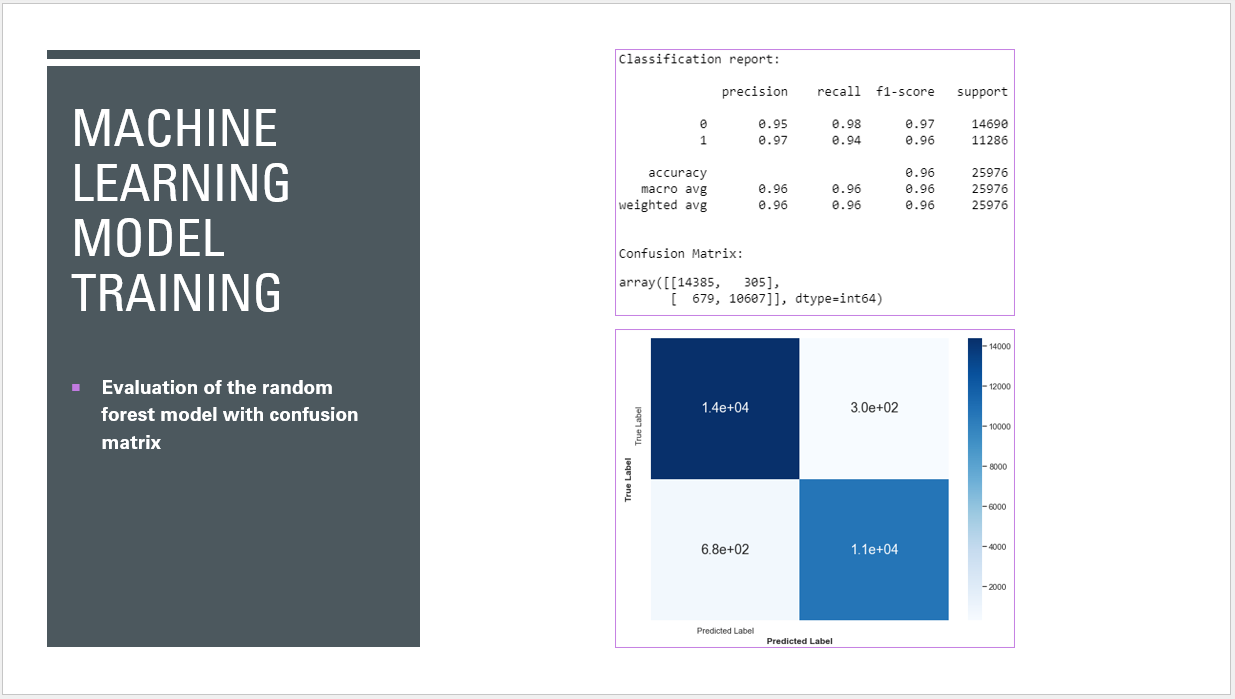 MACHINE
LEARNING
MODEL
TRAINING
Evaluation of the random
forest model with confusion
matrix
Classification report:
precision recall f1-score support
0 0.95 0.98 0.97 14690
1 0.97 0.94 0.96 11286
accuracy 0.96 25976
macro avg 0.96 0.96 0.96 25976
weighted avg 0.96 0.96 0.96 25976
Confusion Matrix:
array([[14385, 305],
[ 679, 10607]], dtype=int64)
True Label
True Label
1.4e+04 3.0e+02
6.8e+02 1.1e+04
Predicted Label
Predicted Label
14000
12000
10000
8000
6000
4000
2000